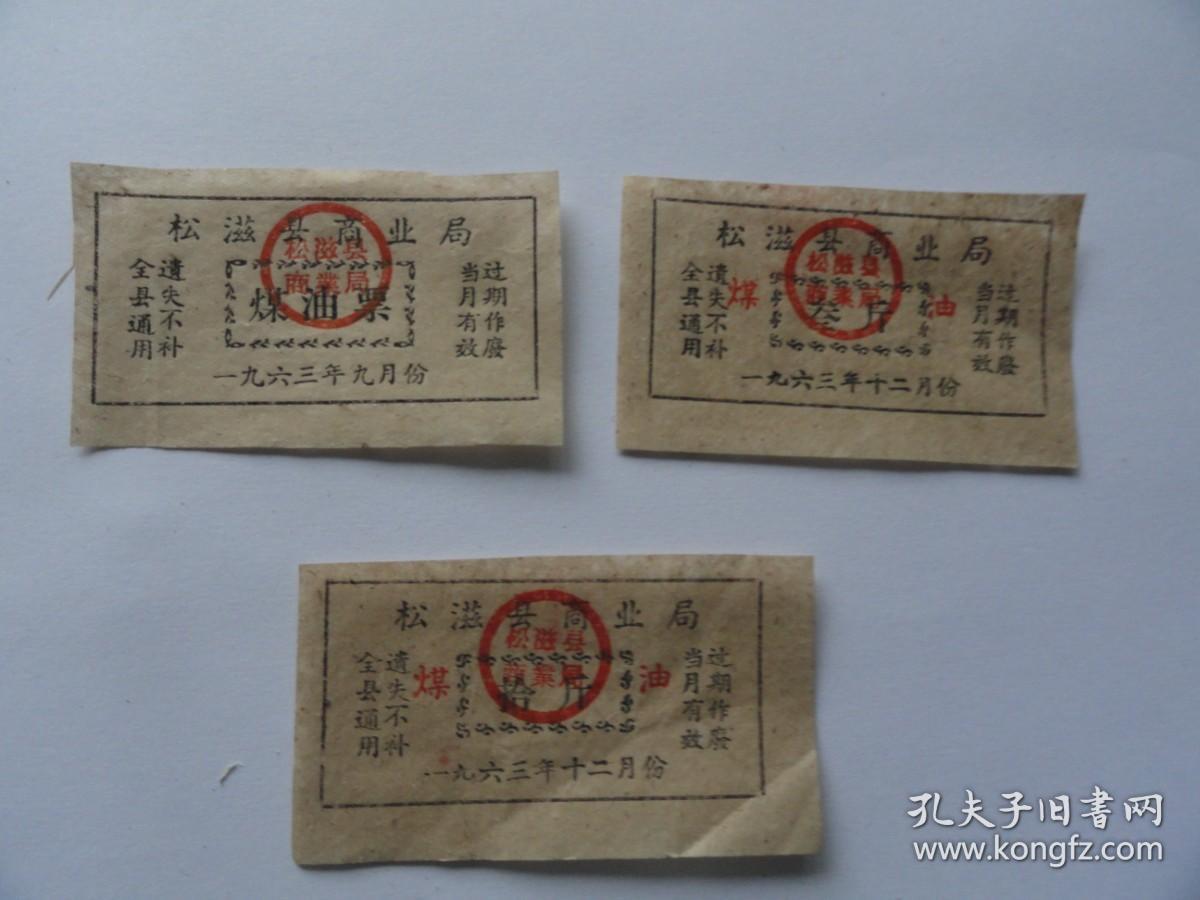 松滋县商业局
松滋县
商業局
全县通用
遗失不补
煤油票
过期作廢
当月有效
一九六三年九月份
松滋县商业局
松滋县
商業局
全县通用
遗失不补
煤
叁斤
油
过期作廢
当月有效
一九六三年十二月份
松滋县商业局
松滋县
商業局
全县通用
遗失不补
煤
拾斤
油
过期作廢
当月有效
一九六三年十二月份
孔夫子旧书网
www.kongfz.com